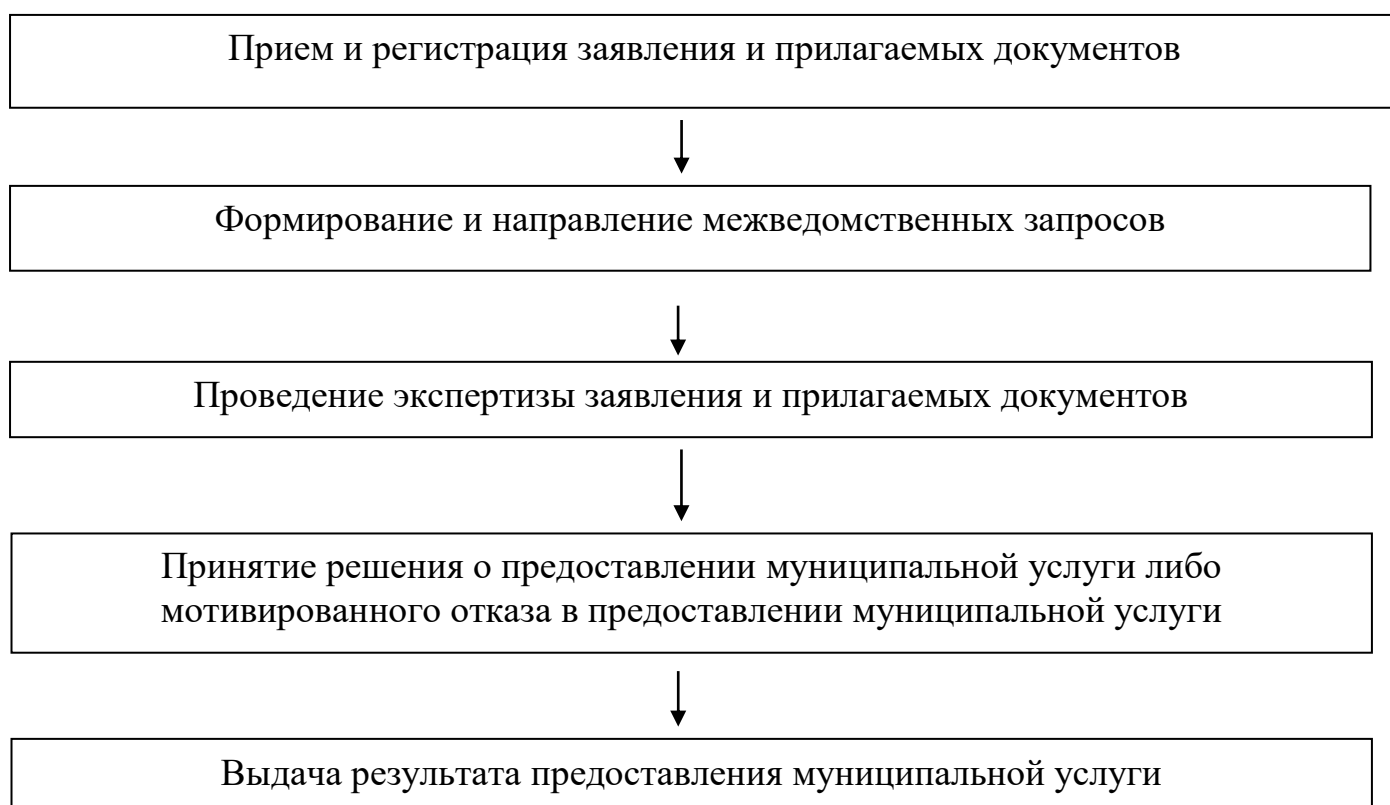 Прием и регистрация заявления и прилагаемых документов
Формирование и направление межведомственных запросов
Проведение экспертизы заявления и прилагаемых документов
Принятие решения о предоставлении муниципальной услуги либо
мотивированного отказа в предоставлении муниципальной услуги
Выдача результата предоставления муниципальной услуги